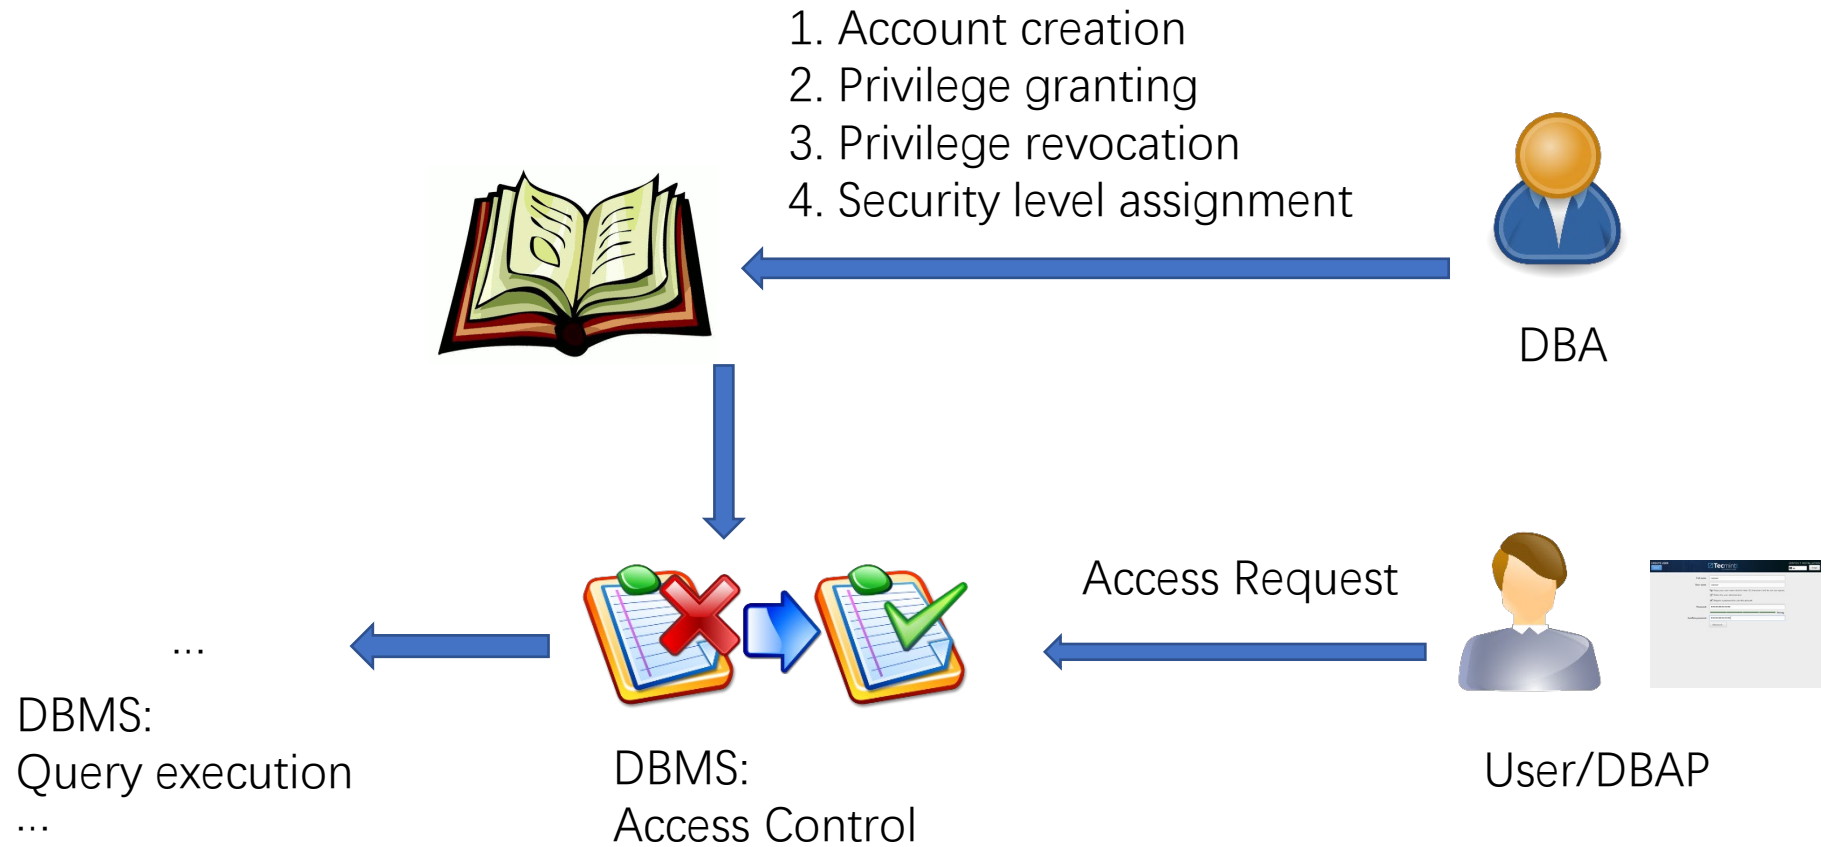 1. Account creation
2. Privilege granting
3. Privilege revocation
4. Security level assignment
DBA
Access Request
Tecmint
...
DBMS:
Query execution
...
DBMS:
Access Control
User/DBAP